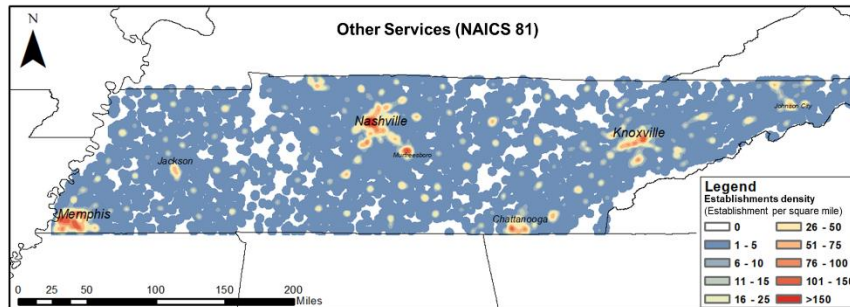 N
Other Services (NAICS 81)
Nashville
Murfreesboro
Johnson City
Knoxville
Jackson
Memphis
Chattanooga
0 25 50 100 150 200
Miles
Legend
Establishments density
(Establishment per square mile)
0
1 - 5
6 - 10
11 - 15
16 - 25
26 - 50
51 - 75
76 - 100
101 - 150
>150